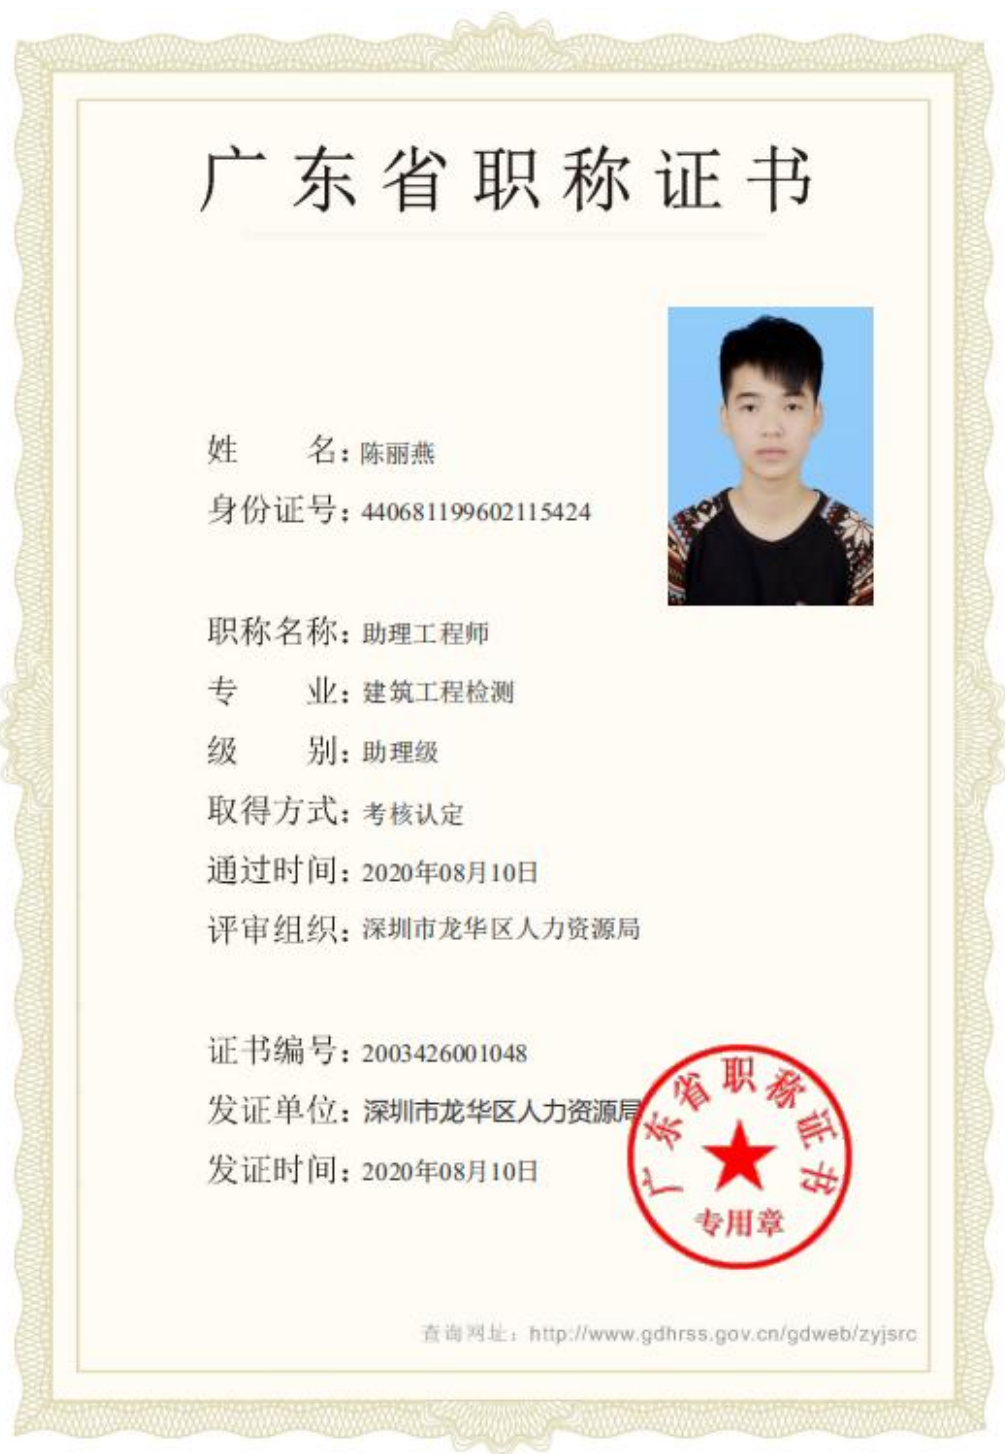 广东省职称证书
姓 名：陈丽燕
身份证号：440681199602115424
职称名称：助理工程师
专 业：建筑工程检测
级 别：助理级
取得方式：考核认定
通过时间：2020年08月10日
评审组织：深圳市龙华区人力资源局
证书编号：2003426001048
发证单位：深圳市龙华区人力资源局
发证时间：2020年08月10日
广东省职称证书
专用章
查询网址：http://www.gdhrss.gov.cn/gdweb/zyjsrc